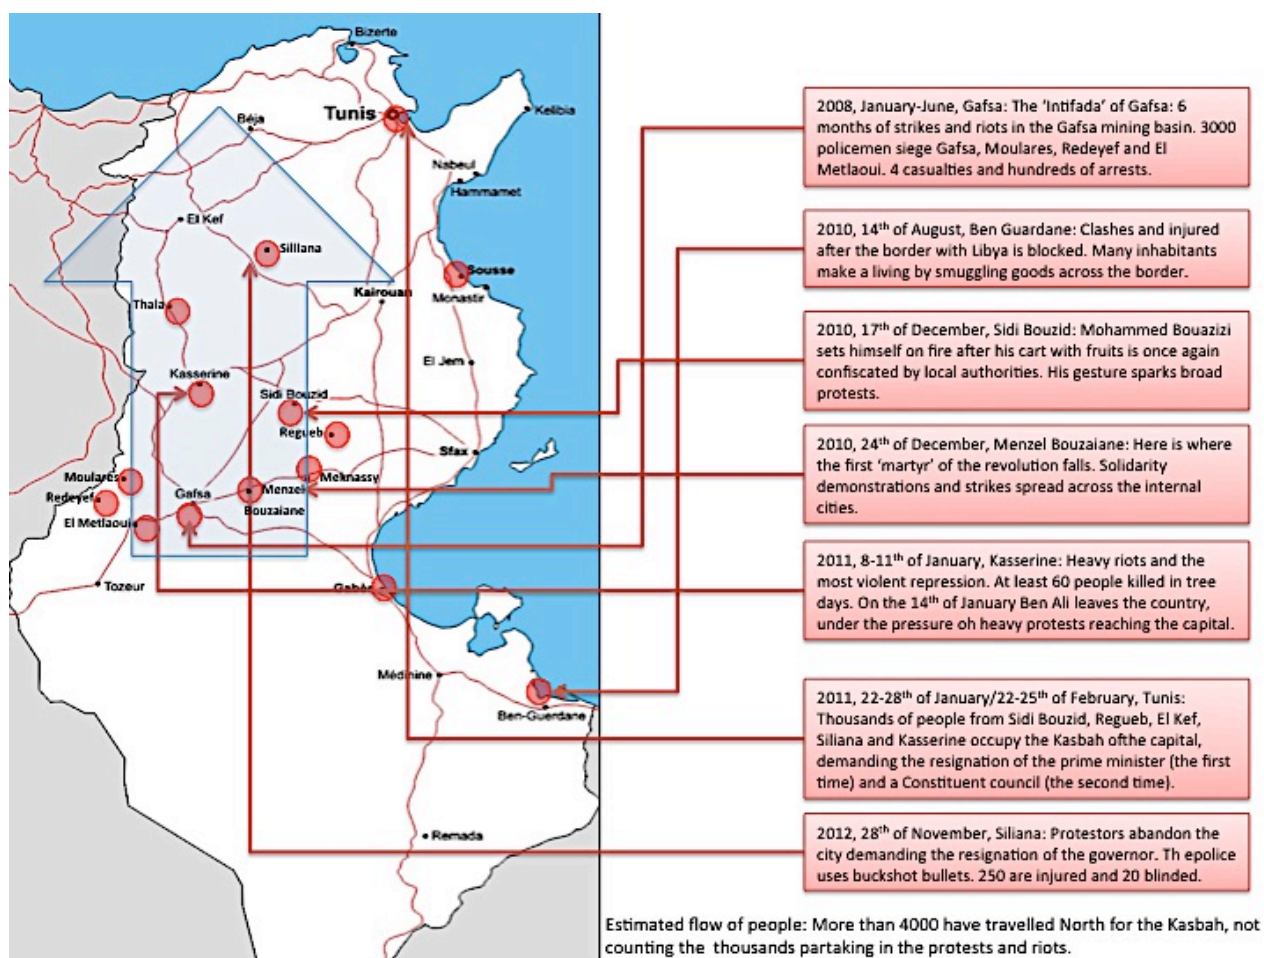 Bizerte
Tunis
Béja
Kelibia
Nabeul
Hammamet
El Kef
Silliana
Sousse
Kairouan
Monastir
Thala
El Jem
Kasserine
Sidi Bouzid
Regueb
Sfax
Meknassy
Moularés
Redeyef
Gafsa
Menzel
Bouzaiane
El Metlaoui
Tozeur
Gabès
Médinine
Ben-Guerdane
Remada
2008, January-June, Gafsa: The 'Intifada' of Gafsa: 6
months of strikes and riots in the Gafsa mining basin. 3000
policemen siege Gafsa, Moulares, Redeyef and El
Metlaoui. 4 casualties and hundreds of arrests.
2010, 14th of August, Ben Guardane: Clashes and injured
after the border with Libya is blocked. Many inhabitants
make a living by smuggling goods across the border.
2010, 17th of December, Sidi Bouzid: Mohammed Bouazizi
sets himself on fire after his cart with fruits is once again
confiscated by local authorities. His gesture sparks broad
protests.
2010, 24th of December, Menzel Bouzaiane: Here is where
the first 'martyr' of the revolution falls. Solidarity
demonstrations and strikes spread across the internal
cities.
2011, 8-11th of January, Kasserine: Heavy riots and the
most violent repression. At least 60 people killed in tree
days. On the 14th of January Ben Ali leaves the country,
under the pressure oh heavy protests reaching the capital.
2011, 22-28th of January/22-25th of February, Tunis:
Thousands of people from Sidi Bouzid, Regueb, El Kef,
Siliana and Kasserine occupy the Kasbah ofthe capital,
demanding the resignation of the prime minister (the first
time) and a Constituent council (the second time).
2012, 28th of November, Siliana: Protestors abandon the
city demanding the resignation of the governor. Th epolice
uses buckshot bullets. 250 are injured and 20 blinded.
Estimated flow of people: More than 4000 have travelled North for the Kasbah, not
counting the thousands partaking in the protests and riots.